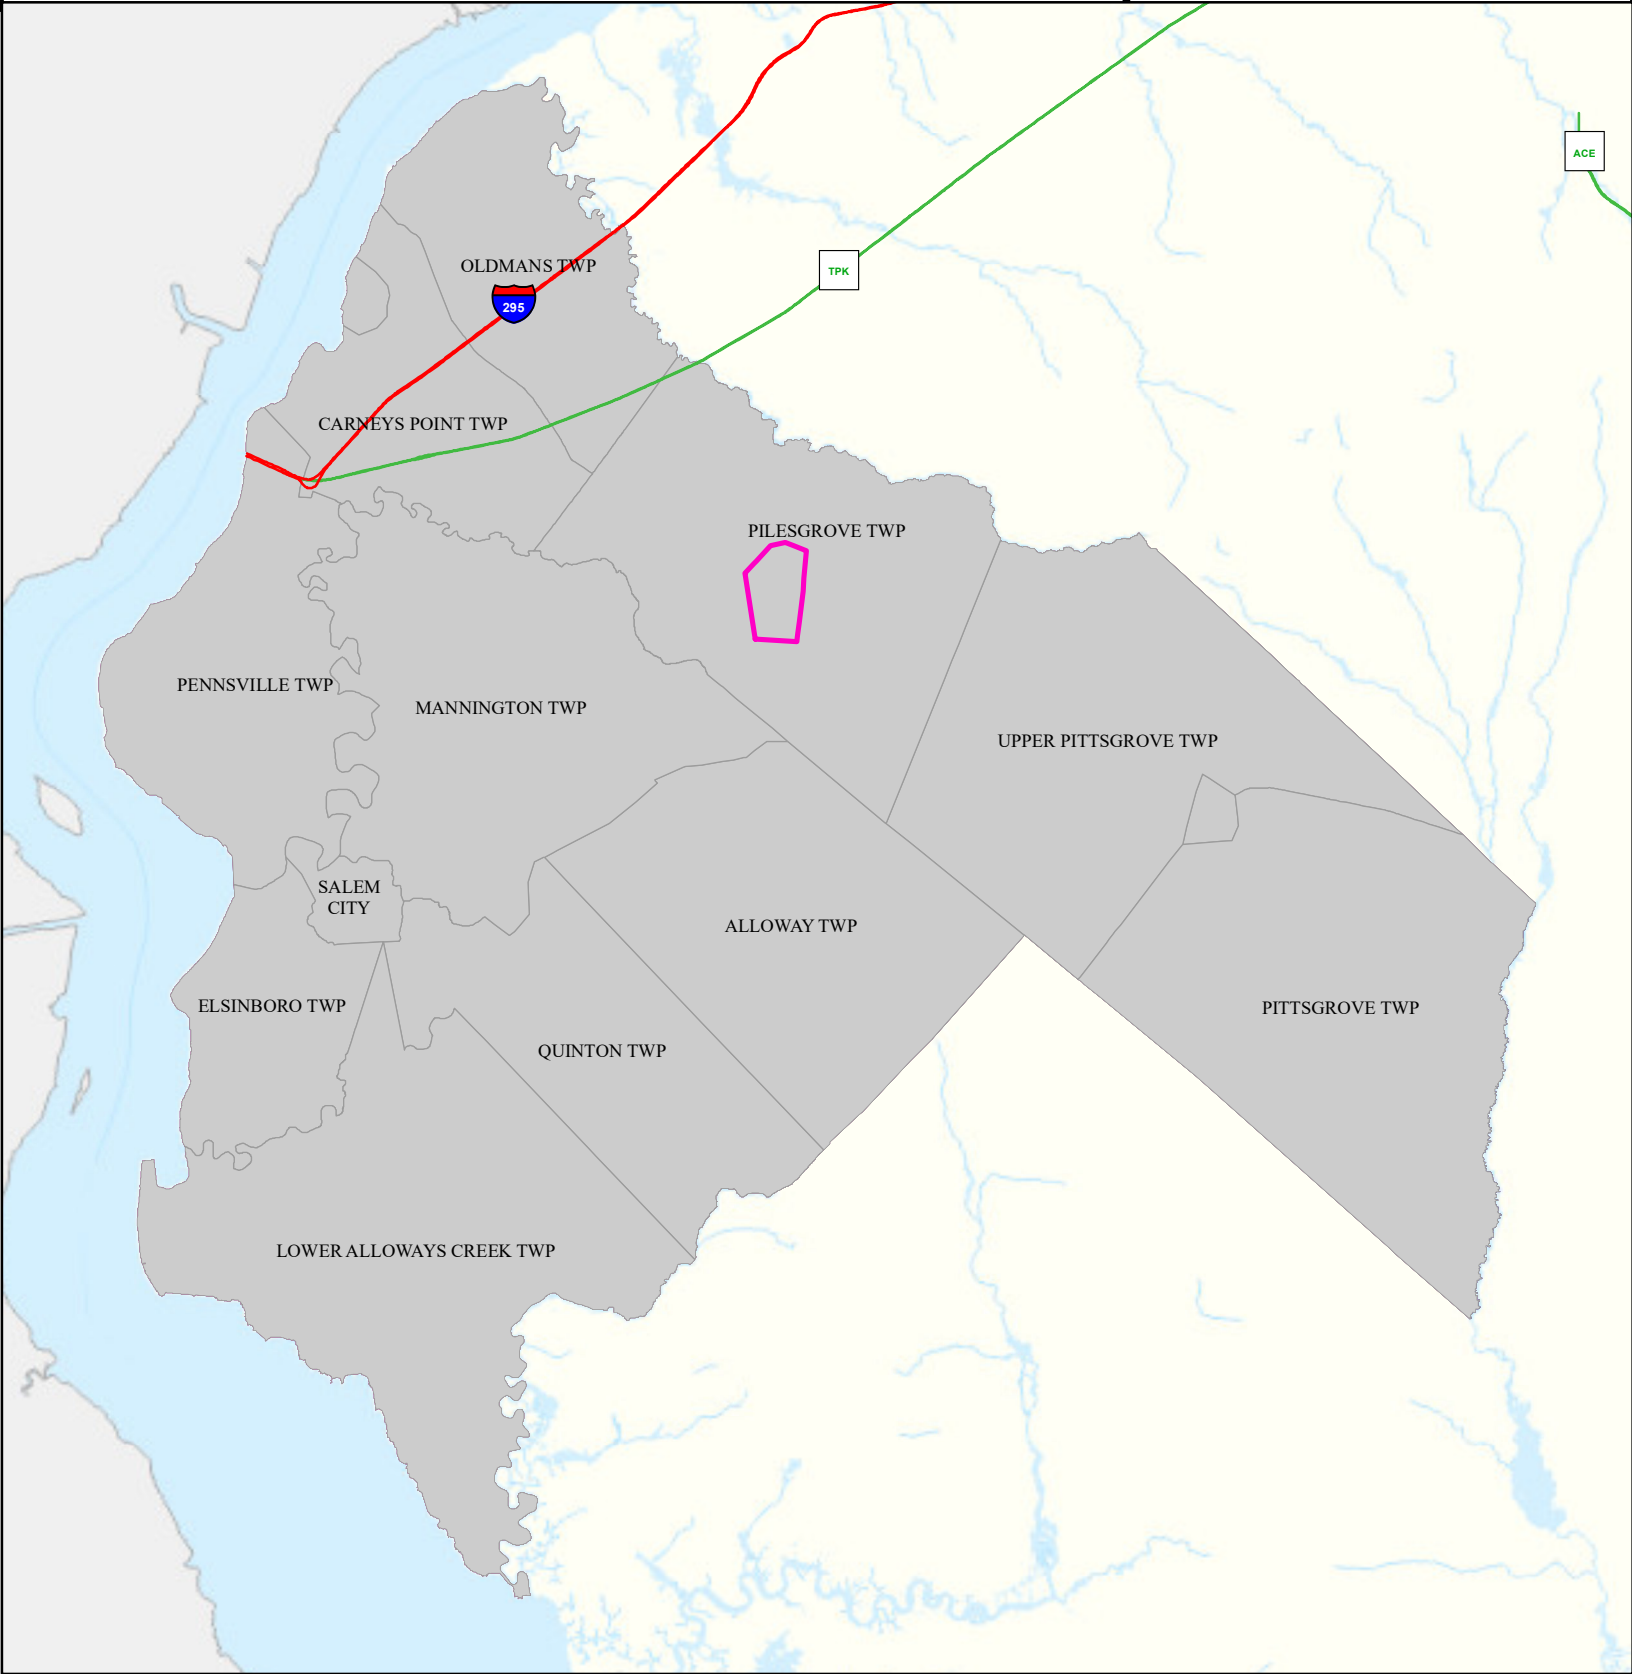 ACE
OLDMANS TWP
TPK
295
CARNEYS POINT TWP
PILESGROVE TWP
PENNSVILLE TWP
MANNINGTON TWP
UPPER PITTSGROVE TWP
SALEM
CITY
ALLOWAY TWP
ELSINBORO TWP
PITTSGROVE TWP
QUINTON TWP
LOWER ALLOWAYS CREEK TWP